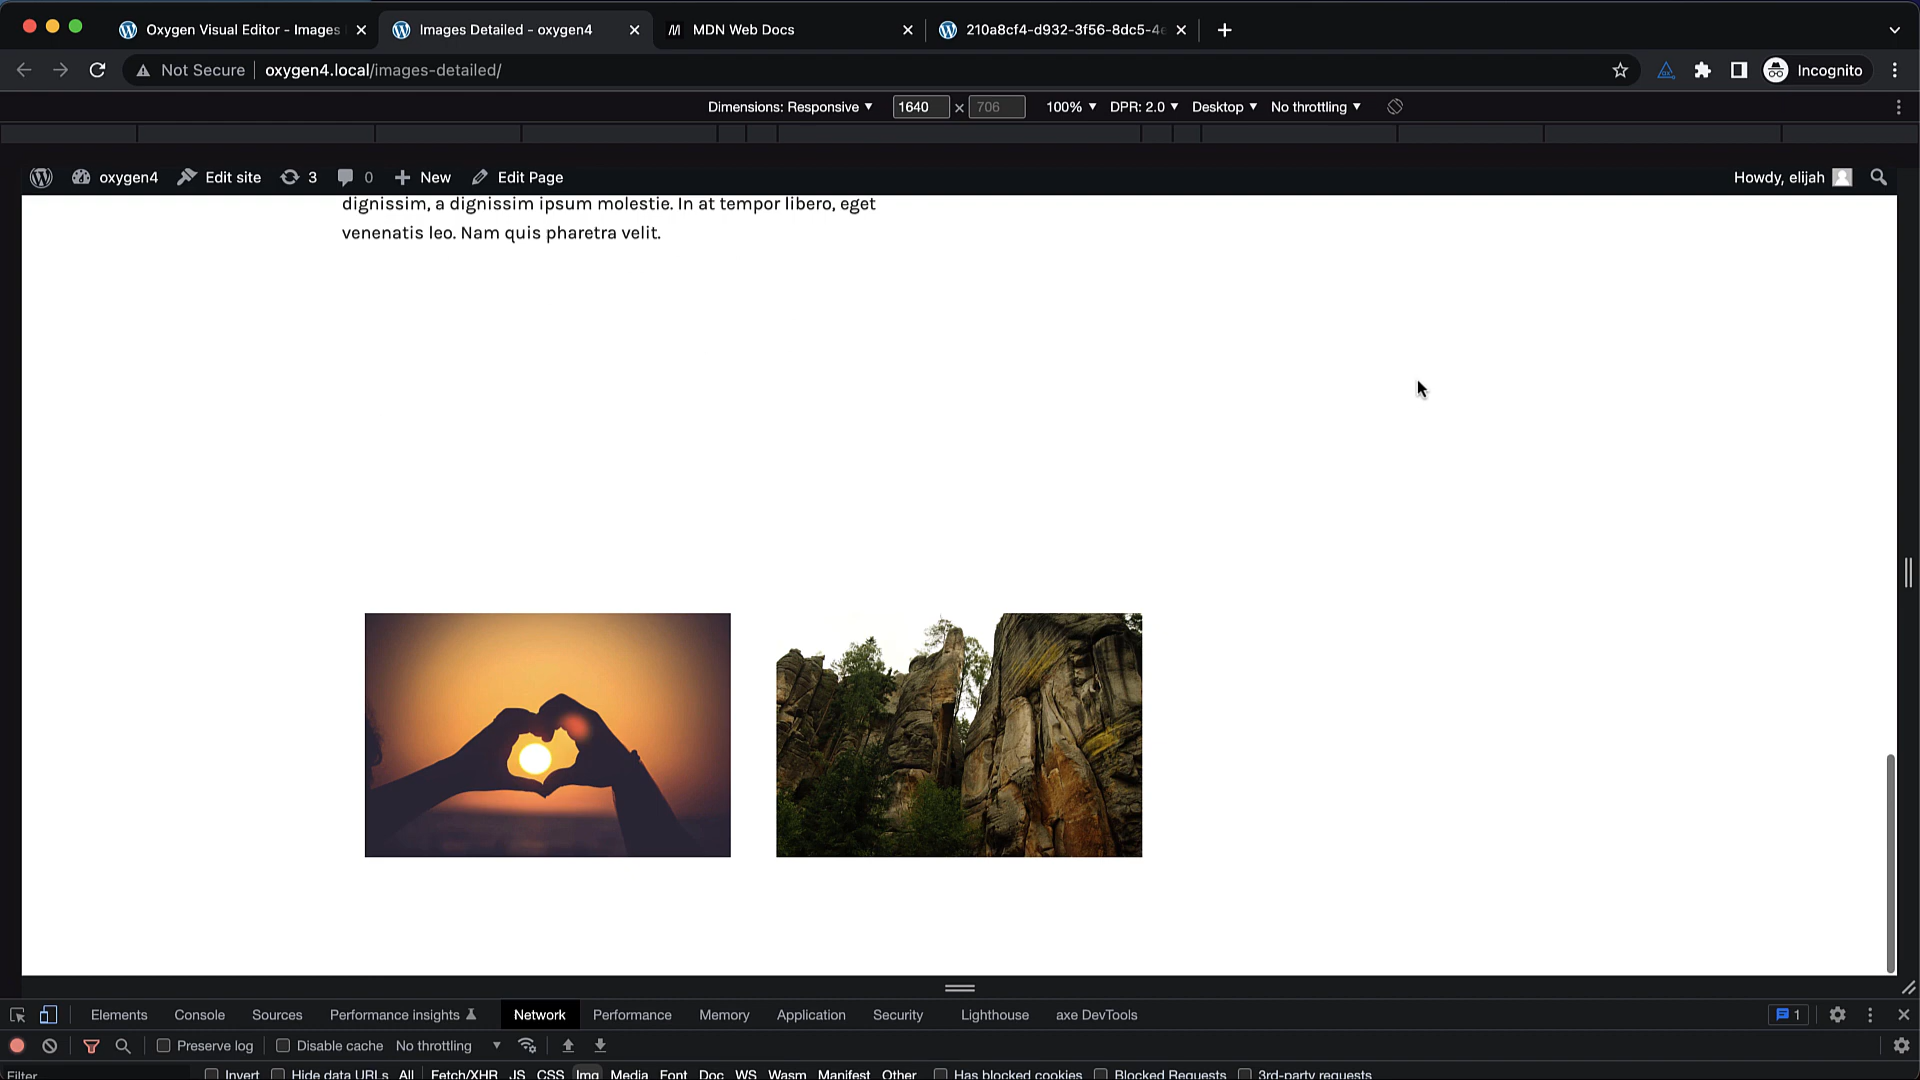 Oxygen Visual Editor - Images
Images Detailed - oxygen4
MDN Web Docs
210a8cf4-d932-3f56-8dc5-4e
Not Secure
oxygen4.local/images-detailed/
Incognito
Dimensions: Responsive
1640 × 706
100%
DPR: 2.0
Desktop
No throttling
oxygen4
Edit site
3
0
New
Edit Page
Howdy, elijah
dignissim, a dignissim ipsum molestie. In at tempor libero, eget
venenatis leo. Nam quis pharetra velit.
Elements
Console
Sources
Performance insights
Network
Performance
Memory
Application
Security
Lighthouse
axe DevTools
1
Preserve log
Disable cache
No throttling
Filter
Invert
Hide data URLs
All
Fetch/XHR
JS
CSS
Img
Media
Font
Doc
WS
Wasm
Manifest
Other
Has blocked cookies
Blocked Requests
3rd-party requests